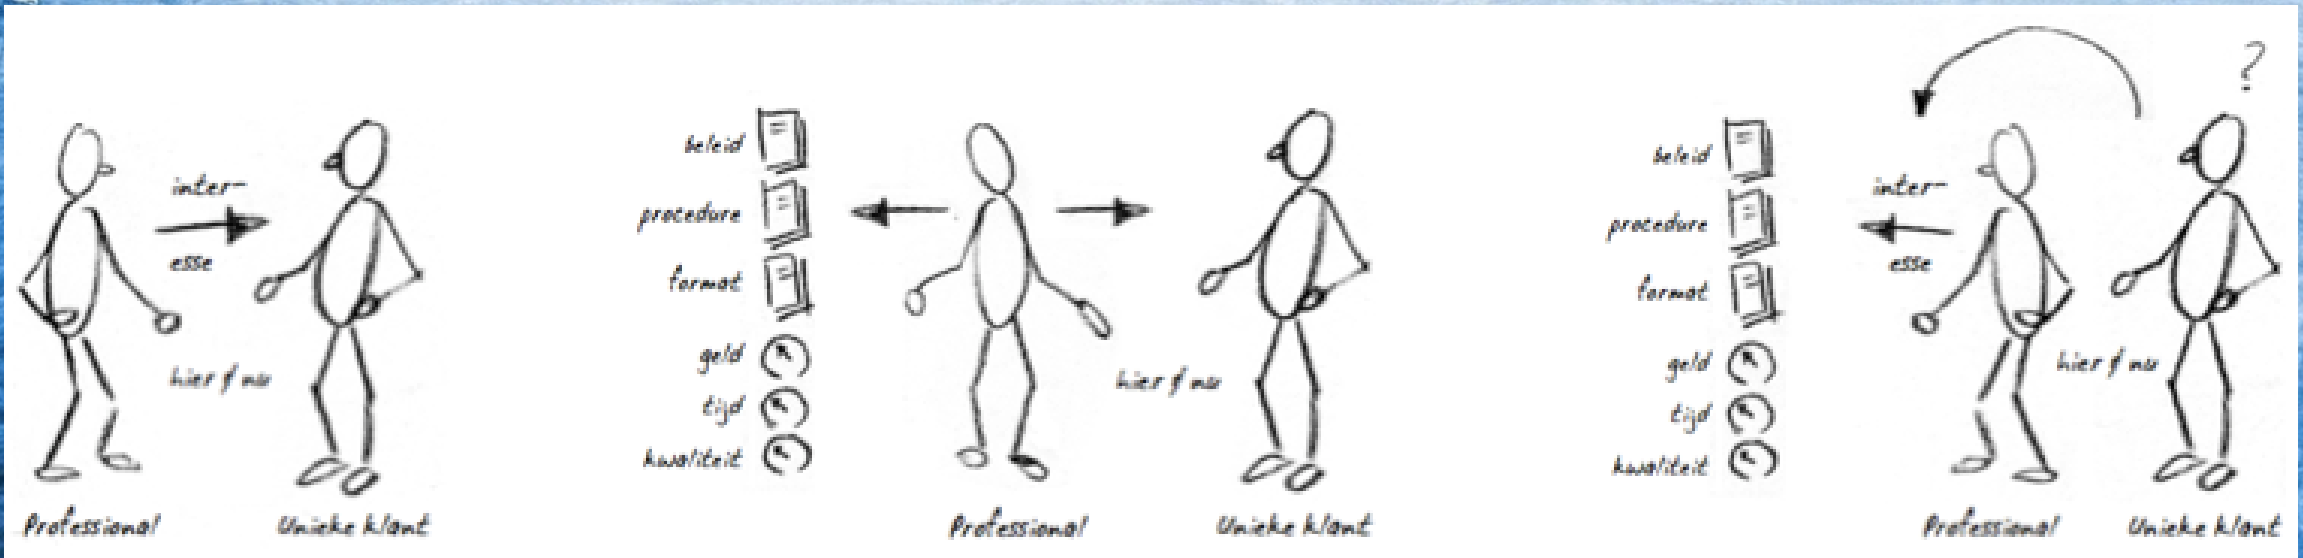 inter-
esse
hier & nu
Professional
Unieke klant
beleid
procedure
format
geld
tijd
kwaliteit
hier & nu
Professional
Unieke klant
?
beleid
procedure
format
geld
tijd
kwaliteit
inter-
esse
hier & nu
Professional
Unieke klant